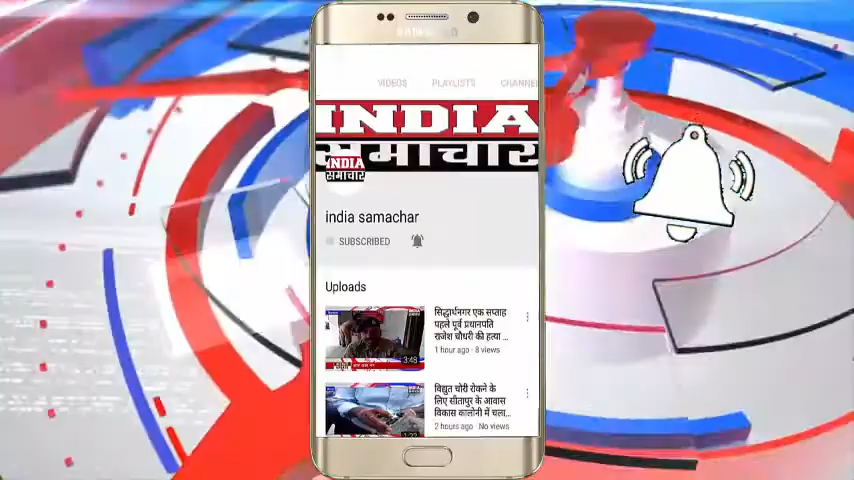 SAMSUNG
VIDEOS PLAYLISTS CHANNEL
INDIA
समाचार
INDIA
समाचार
india samachar
SUBSCRIBED
Uploads
सिद्धार्थनगर एक सप्ताह
पहले पूर्व प्रधानपति
राजेश चौधरी की हत्या ...
1 hour ago · 8 views
3:48
विद्युत चोरी रोकने के
लिए सीतापुर के आवास
विकास कालोनी में चला...
2 hours ago · No views